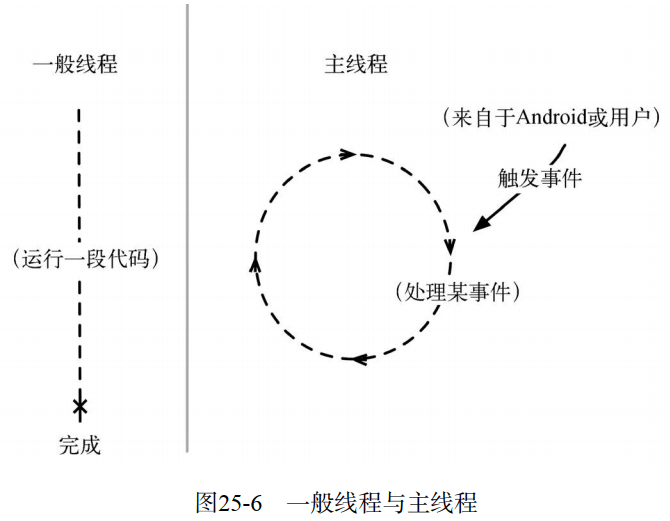 一般线程
主线程
(来自于Android或用户)
触发事件
(运行一段代码)
(处理某事件)
完成
图25-6 一般线程与主线程